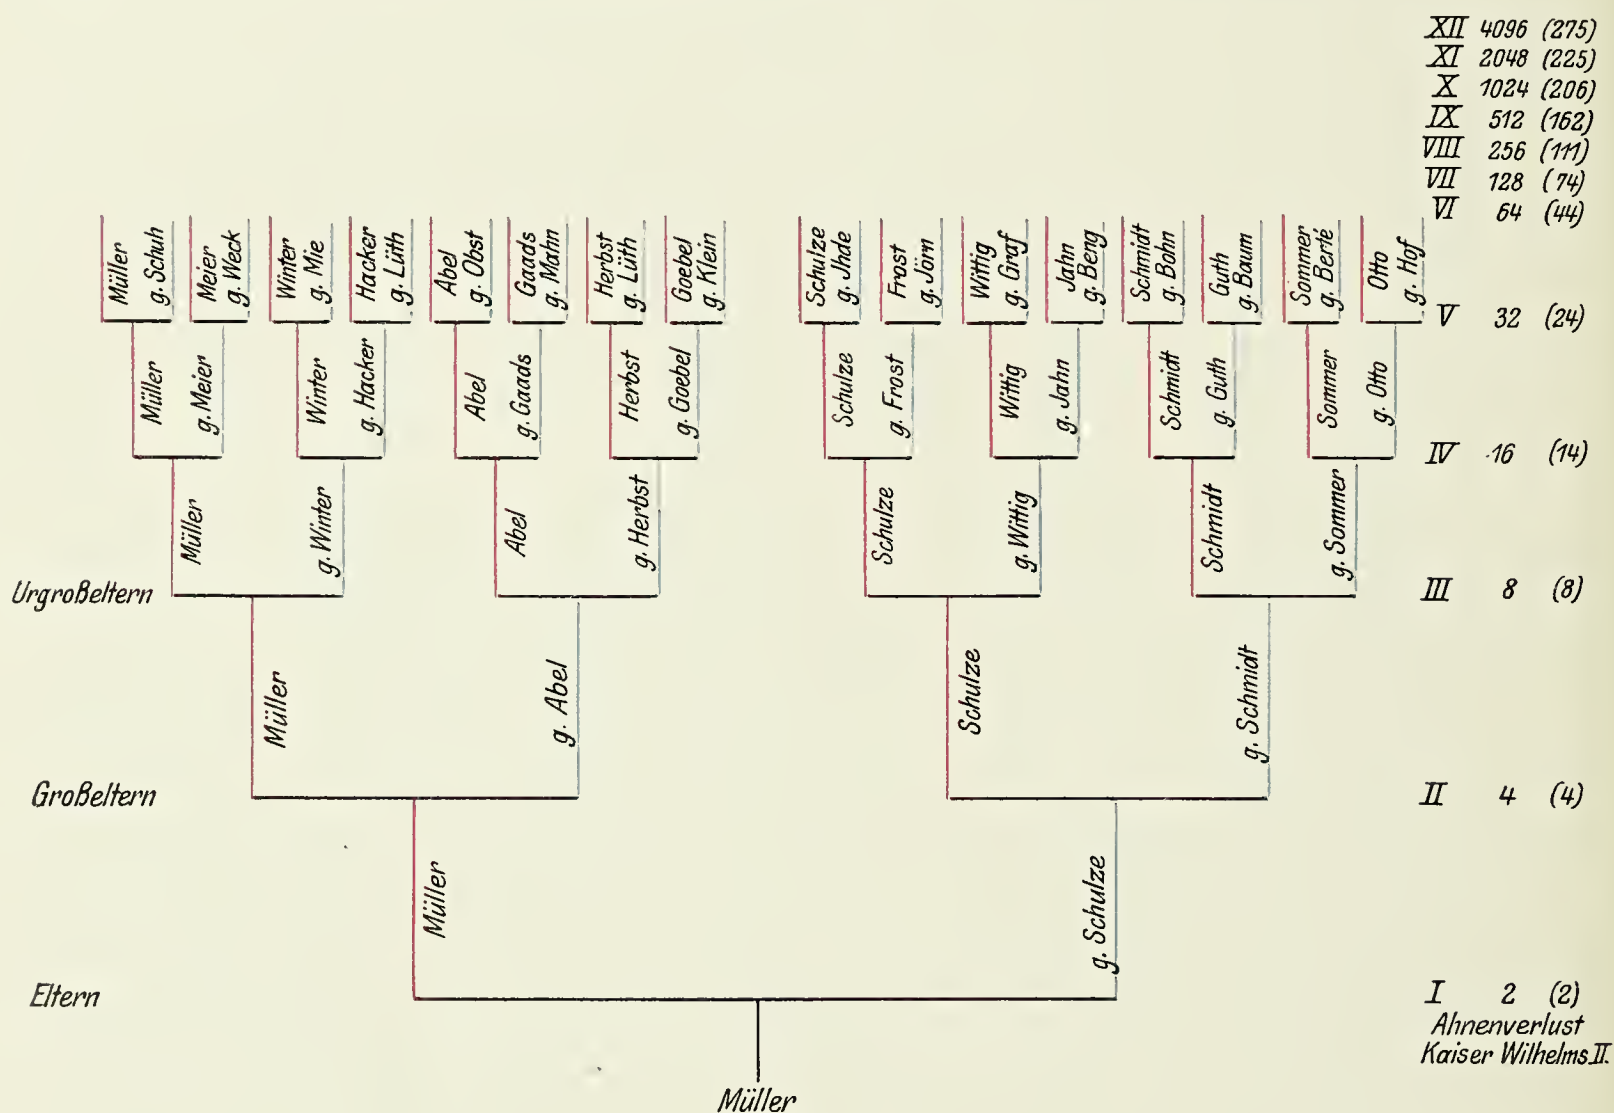 XII 4096 (275)
XI 2048 (225)
X 1024 (206)
IX 512 (162)
VIII 256 (111)
VII 128 (74)
VI 64 (44)
Müller
g. Schuh
Meier
g. Weck
Winter
g. Mie
Hacker
g. Lüth
Abel
g. Obst
Gaads
g. Mahn
Herbst
g. Lüth
Goebel
g. Klein
Schulze
g. Jhde
Frost
g. Jörn
Wittig
g. Graf
Jahn
g. Beng
Schmidt
g. Bohn
Guth
g. Baum
Sommer
g. Berté
Otto
g. Hof
V 32 (24)
Müller
g. Meier
Winter
g. Hacker
Abel
g. Gaads
Herbst
g. Goebel
Schulze
g. Frost
Wittig
g. Jahn
Schmidt
g. Guth
Sommer
g. Otto
IV 16 (14)
Müller
g. Winter
Abel
g. Herbst
Schulze
g. Wittig
Schmidt
g. Sommer
Urgroßeltern
III 8 (8)
Müller
g. Abel
Schulze
g. Schmidt
Großeltern
II 4 (4)
Müller
g. Schulze
Eltern
I 2 (2)
Ahnenverlust
Kaiser Wilhelms II.
Müller